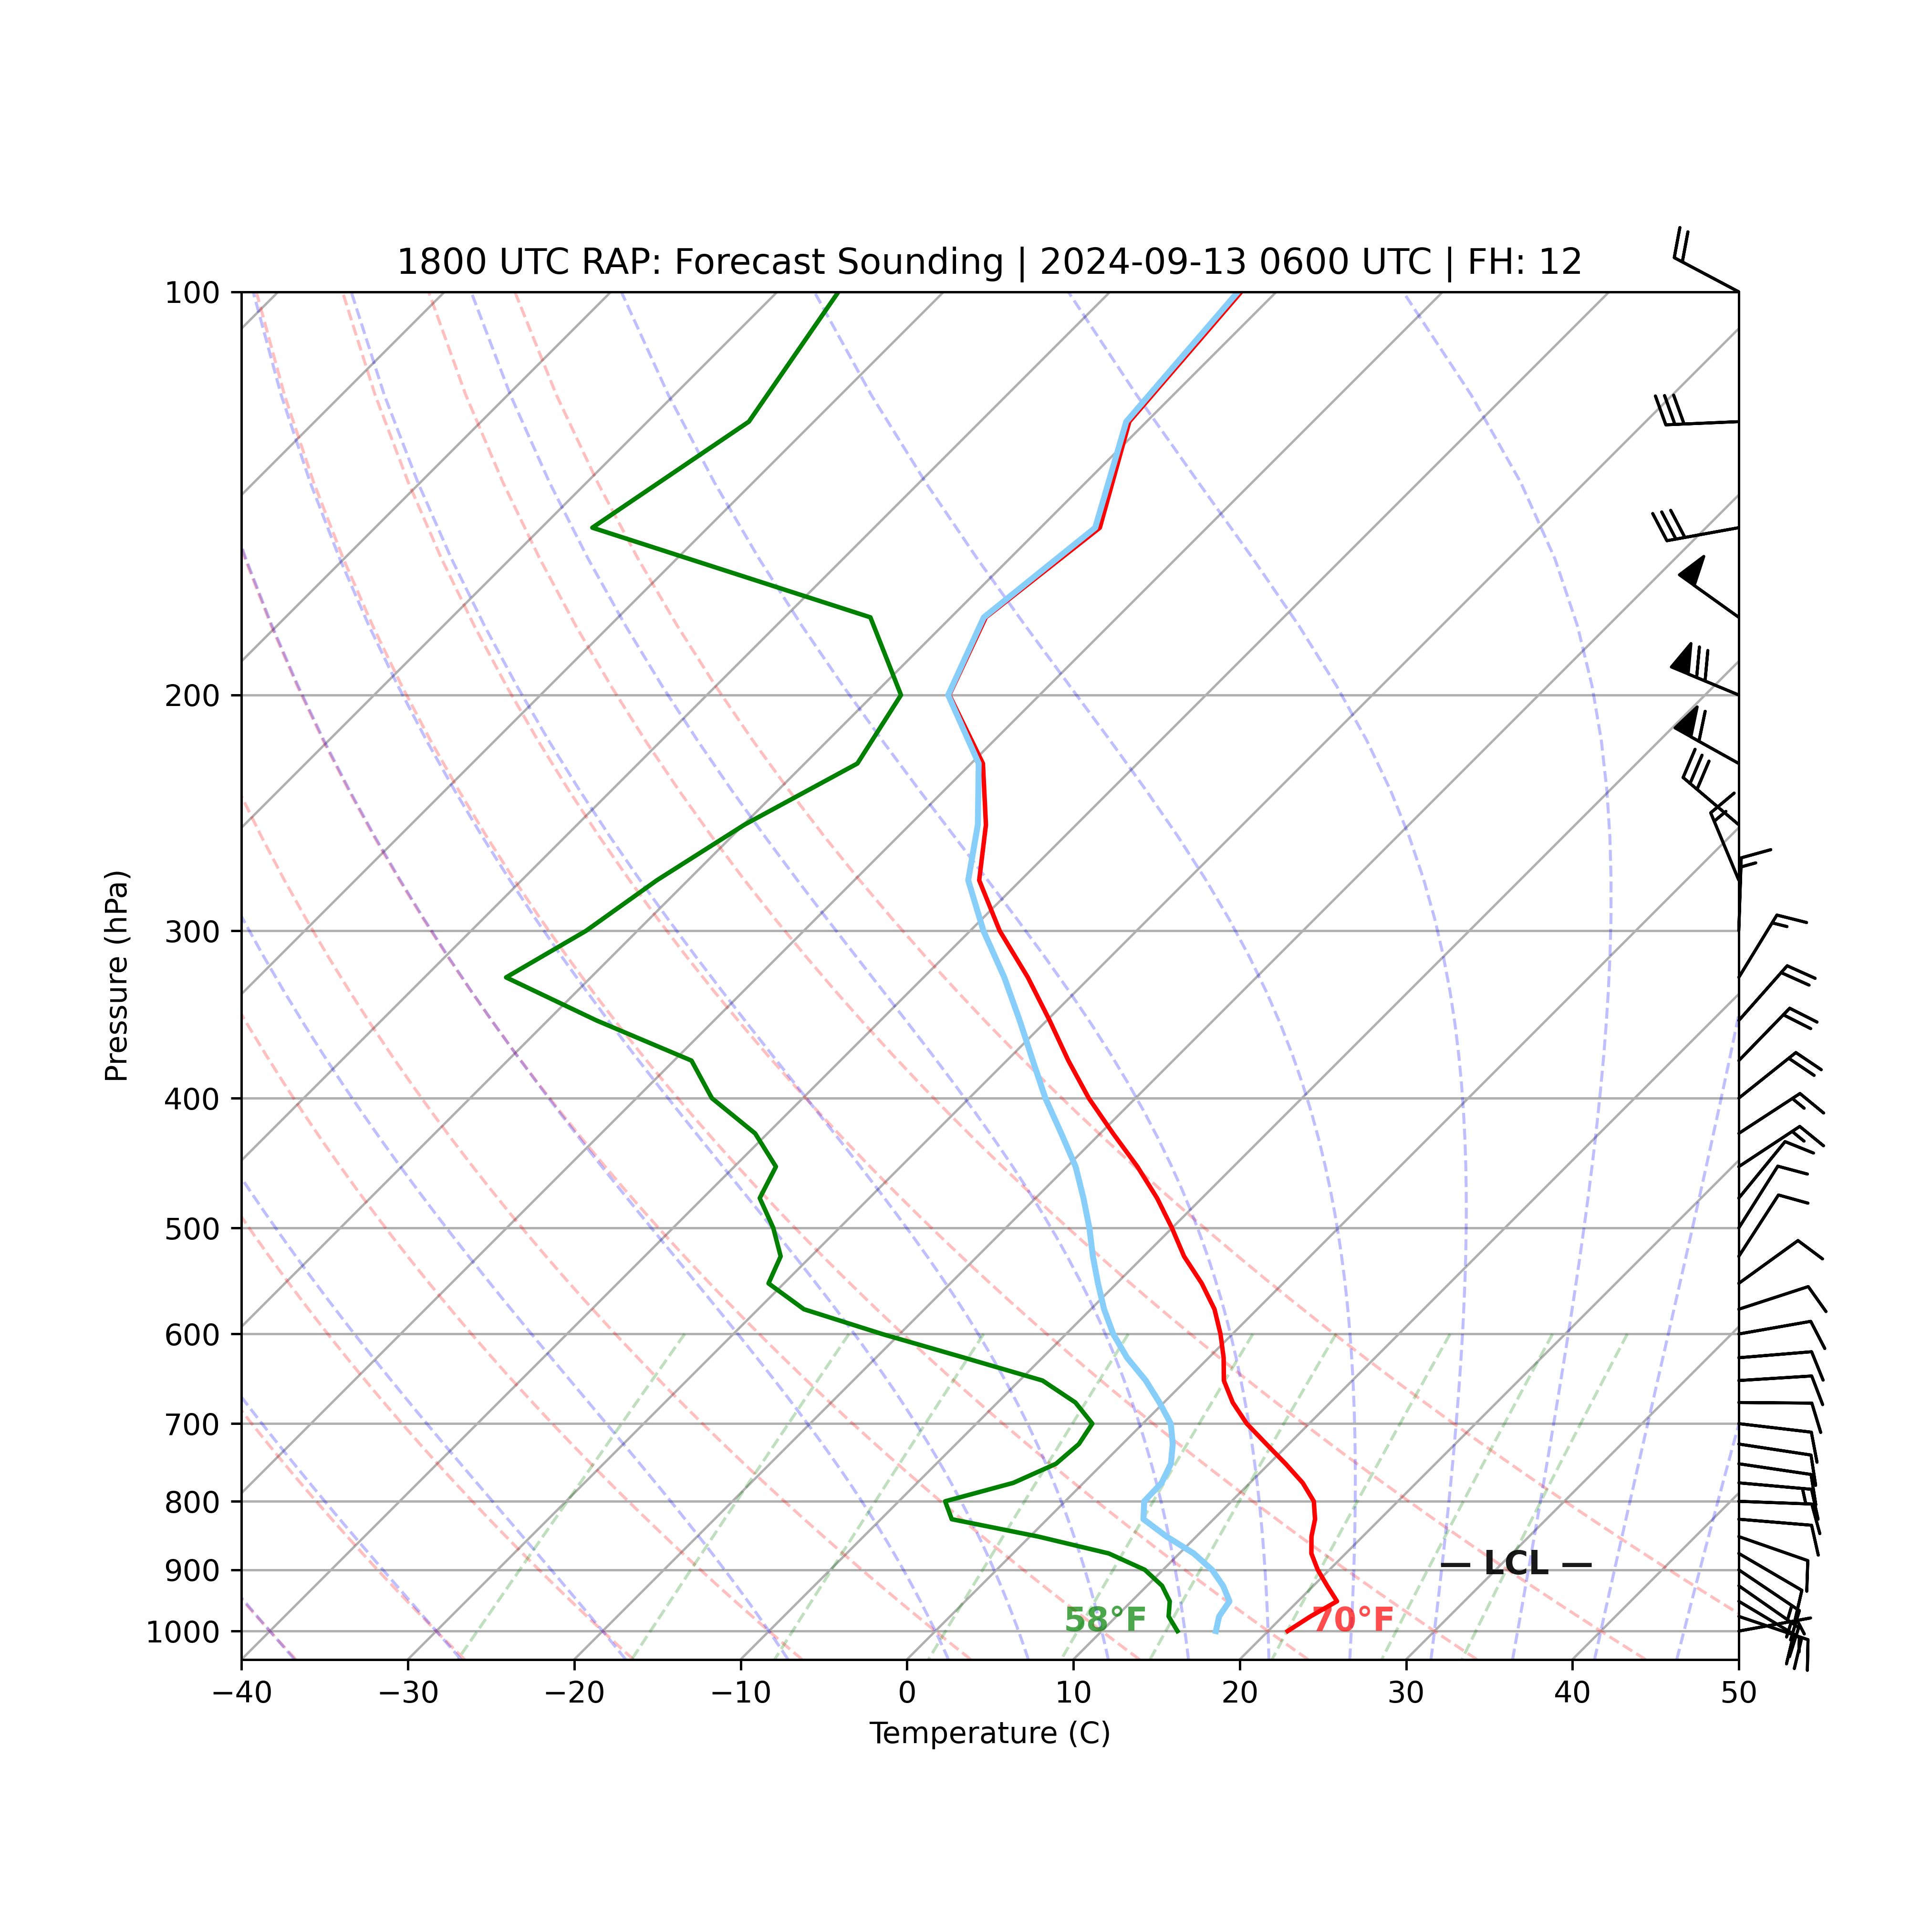 1800 UTC RAP: Forecast Sounding | 2024-09-13 0600 UTC | FH: 12
100
200
300
400
500
600
700
800
900
1000
Pressure (hPa)
— LCL —
58°F
70°F
−40 −30 −20 −10 0 10 20 30 40 50
Temperature (C)